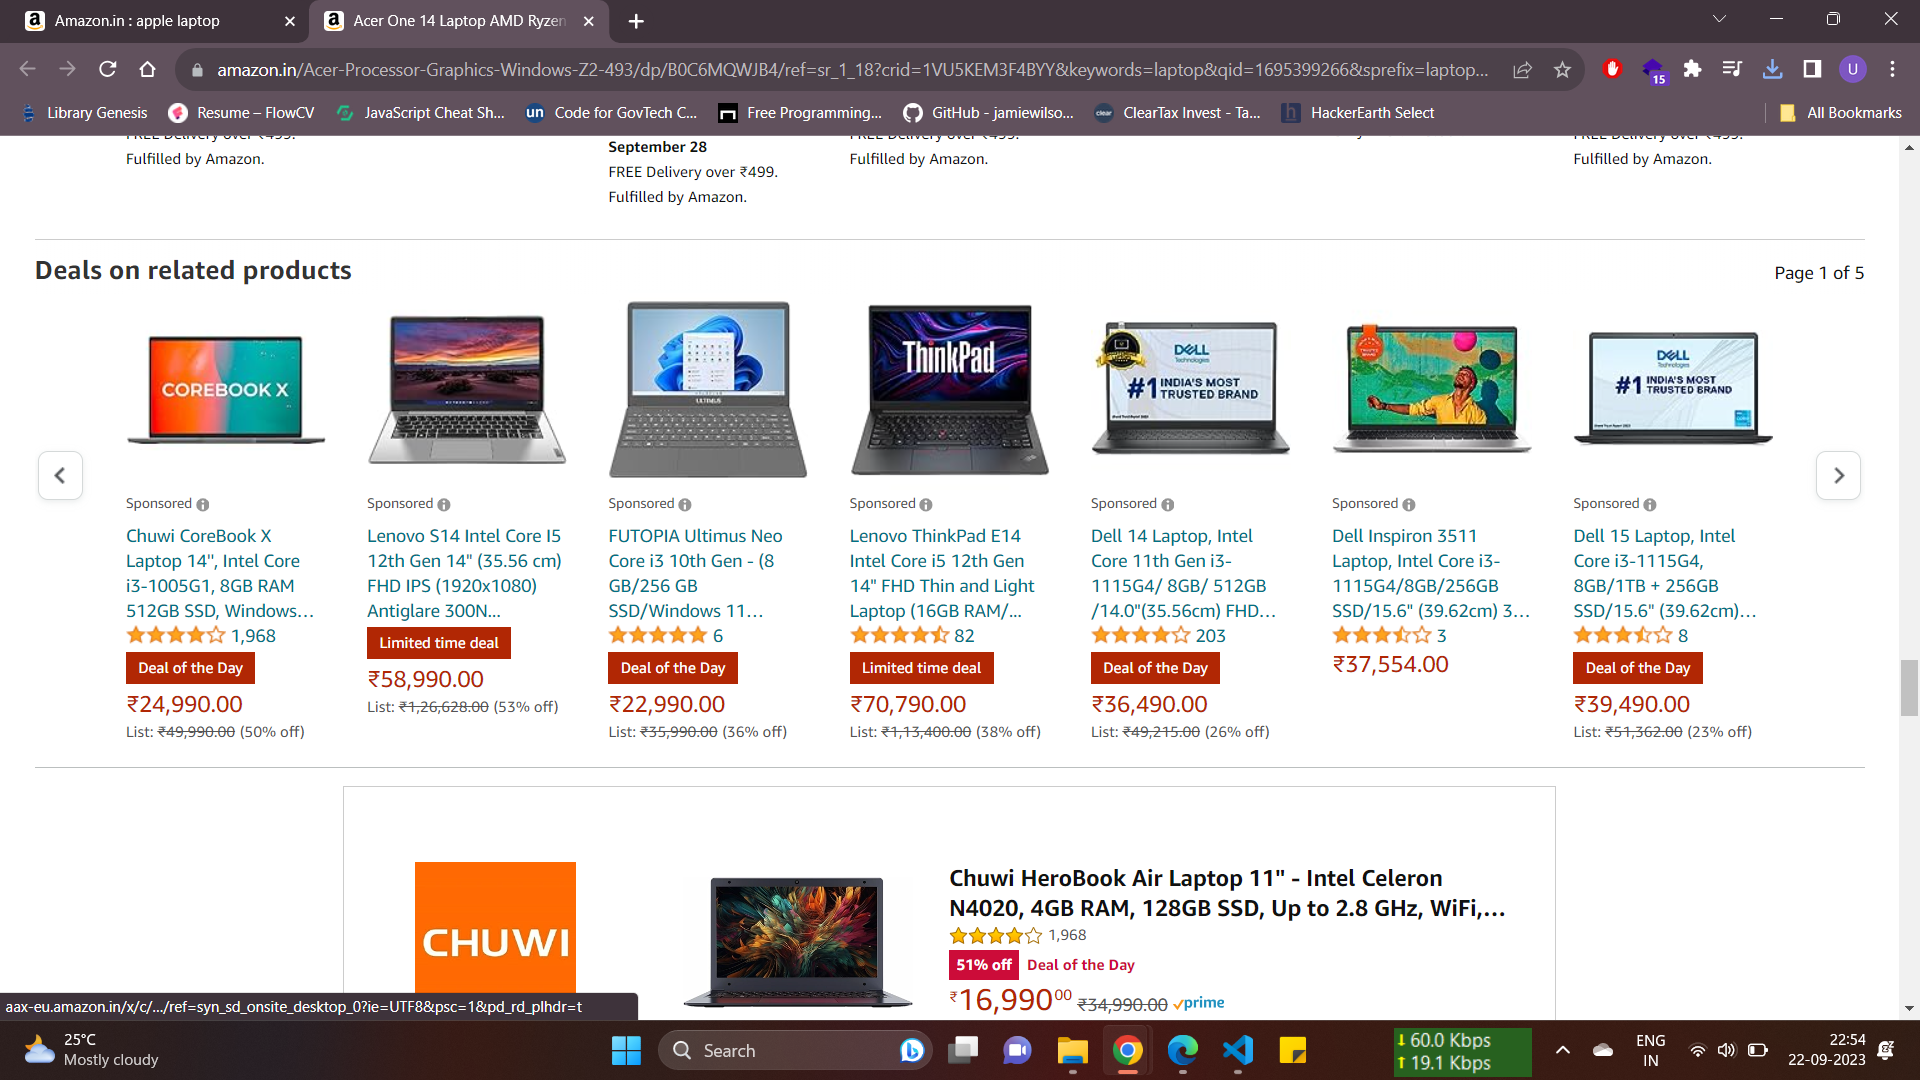 Amazon.in : apple laptop
Acer One 14 Laptop AMD Ryzen
amazon.in/Acer-Processor-Graphics-Windows-Z2-493/dp/B0C6MQWJB4/ref=sr_1_18?crid=1VU5KEM3F4BYY&keywords=laptop&qid=1695399266&sprefix=laptop...
15
U
Library Genesis
Resume – FlowCV
JavaScript Cheat Sh...
un
Code for GovTech C...
Free Programming...
GitHub - jamiewilso...
clear
ClearTax Invest - Ta...
h
HackerEarth Select
All Bookmarks
FREE Delivery over ₹499.
Fulfilled by Amazon.
September 28
FREE Delivery over ₹499.
Fulfilled by Amazon.
FREE Delivery over ₹499.
Fulfilled by Amazon.
FREE Delivery over ₹499.
Fulfilled by Amazon.
Deals on related products
Page 1 of 5
COREBOOK X
Sponsored
Chuwi CoreBook X
Laptop 14'', Intel Core
i3-1005G1, 8GB RAM
512GB SSD, Windows…
1,968
Deal of the Day
₹24,990.00
List: ₹49,990.00 (50% off)
Sponsored
Lenovo S14 Intel Core I5
12th Gen 14" (35.56 cm)
FHD IPS (1920x1080)
Antiglare 300N…
Limited time deal
₹58,990.00
List: ₹1,26,628.00 (53% off)
ULTIMUS
Sponsored
FUTOPIA Ultimus Neo
Core i3 10th Gen - (8
GB/256 GB
SSD/Windows 11…
6
Deal of the Day
₹22,990.00
List: ₹35,990.00 (36% off)
ThinkPad
Sponsored
Lenovo ThinkPad E14
Intel Core i5 12th Gen
14" FHD Thin and Light
Laptop (16GB RAM/…
82
Limited time deal
₹70,790.00
List: ₹1,13,400.00 (38% off)
DELL
Technologies
#1 INDIA'S MOST
TRUSTED BRAND
Sponsored
Dell 14 Laptop, Intel
Core 11th Gen i3-
1115G4/ 8GB/ 512GB
/14.0"(35.56cm) FHD…
203
Deal of the Day
₹36,490.00
List: ₹49,215.00 (26% off)
Sponsored
Dell Inspiron 3511
Laptop, Intel Core i3-
1115G4/8GB/256GB
SSD/15.6" (39.62cm) 3…
3
₹37,554.00
DELL
Technologies
#1 INDIA'S MOST
TRUSTED BRAND
Sponsored
Dell 15 Laptop, Intel
Core i3-1115G4,
8GB/1TB + 256GB
SSD/15.6" (39.62cm)…
8
Deal of the Day
₹39,490.00
List: ₹51,362.00 (23% off)
CHUWI
Chuwi HeroBook Air Laptop 11" - Intel Celeron
N4020, 4GB RAM, 128GB SSD, Up to 2.8 GHz, WiFi,…
1,968
51% off Deal of the Day
₹16,990⁰⁰ ₹34,990.00 prime
aax-eu.amazon.in/x/c/.../ref=syn_sd_onsite_desktop_0?ie=UTF8&psc=1&pd_rd_plhdr=t
25°C
Mostly cloudy
Search
60.0 Kbps
19.1 Kbps
ENG
IN
22:54
22-09-2023